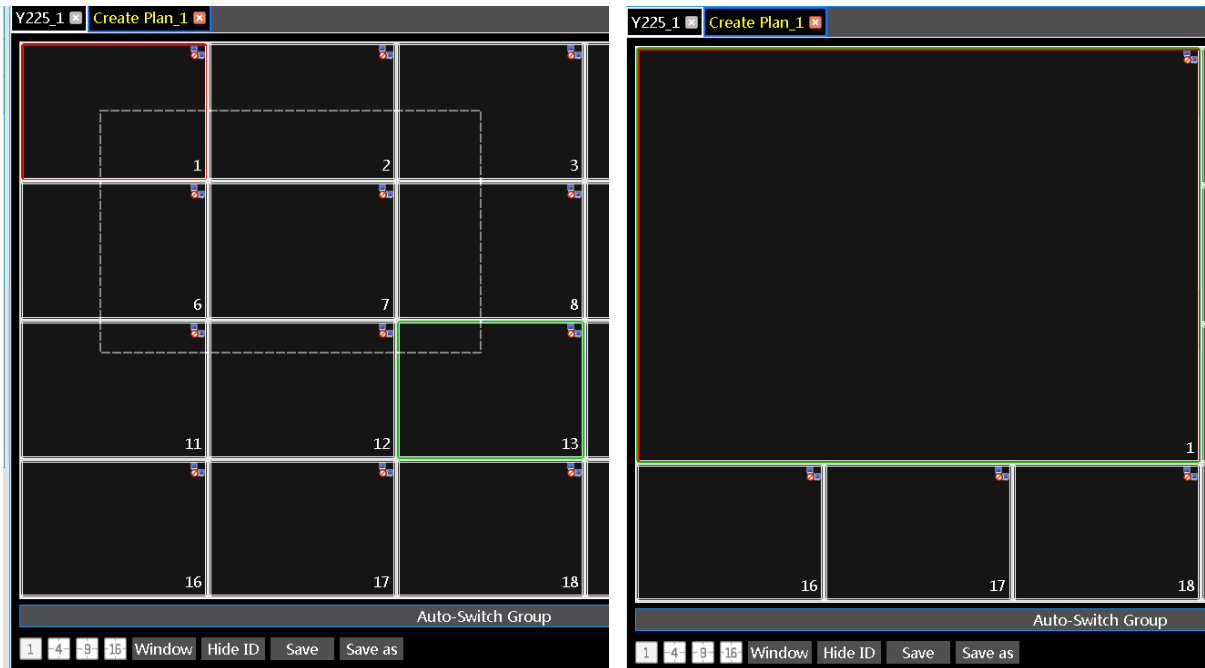 Y225_1 Create Plan_1
1 2 3
6 7 8
11 12 13
16 17 18
Auto-Switch Group
1 -4- -9- -16- Window Hide ID Save Save as
Y225_1 Create Plan_1
1
16 17 18
Auto-Switch Group
1 -4- -9- -16- Window Hide ID Save Save as